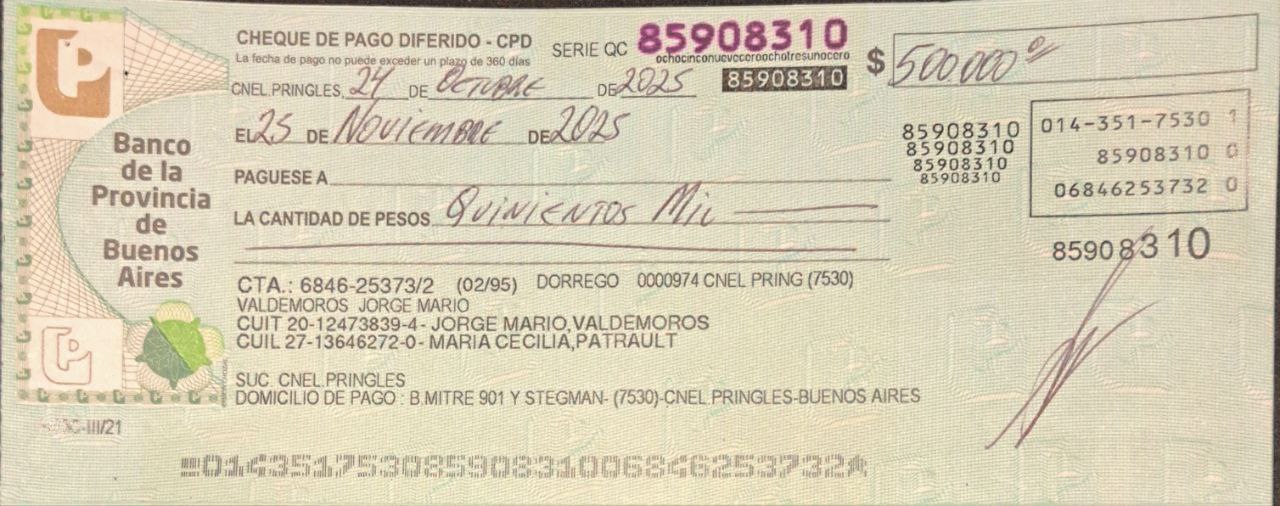 CHEQUE DE PAGO DIFERIDO - CPD SERIE QC 85908310
La fecha de pago no puede exceder un plazo de 360 días
ochocinconueveceroochotresunocero
85908310
$ 500000
CNEL.PRINGLES, 24 DE OCTUBRE DE 2025
EL 25 DE NOVIEMBRE DE 2025
PAGUESE A
LA CANTIDAD DE PESOS QUINIENTOS MIL
85908310
85908310
85908310
85908310
014-351-7530 1
85908310 0
06846253732 0
85908310
Banco
de la
Provincia
de
Buenos
Aires
CTA.: 6846-25373/2 (02/95) DORREGO 0000974 CNEL PRING (7530)
VALDEMOROS JORGE MARIO
CUIT 20-12473839-4- JORGE MARIO,VALDEMOROS
CUIL 27-13646272-0- MARIA CECILIA,PATRAULT
SUC. CNEL.PRINGLES
DOMICILIO DE PAGO : B.MITRE 901 Y STEGMAN- (7530)-CNEL PRINGLES-BUENOS AIRES
01435175308590831006846253732